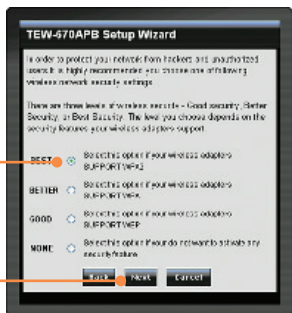 TEW-670APB Setup Wizard
In order to protect your network from hackers and unauthorized
users it is highly recommended you choose one of following
wireless network security settings.
There are three levels of wireless security - Good security, Better
Security, or Best Security. The level you choose depends on the
security features your wireless adapters support.
BEST Select this option if your wireless adapters
SUPPORT WPA2
BETTER Select this option if your wireless adapters
SUPPORT WPA
GOOD Select this option if your wireless adapters
SUPPORT WEP
NONE Select this option if your do not want to activate any
security feature
Back Next Cancel